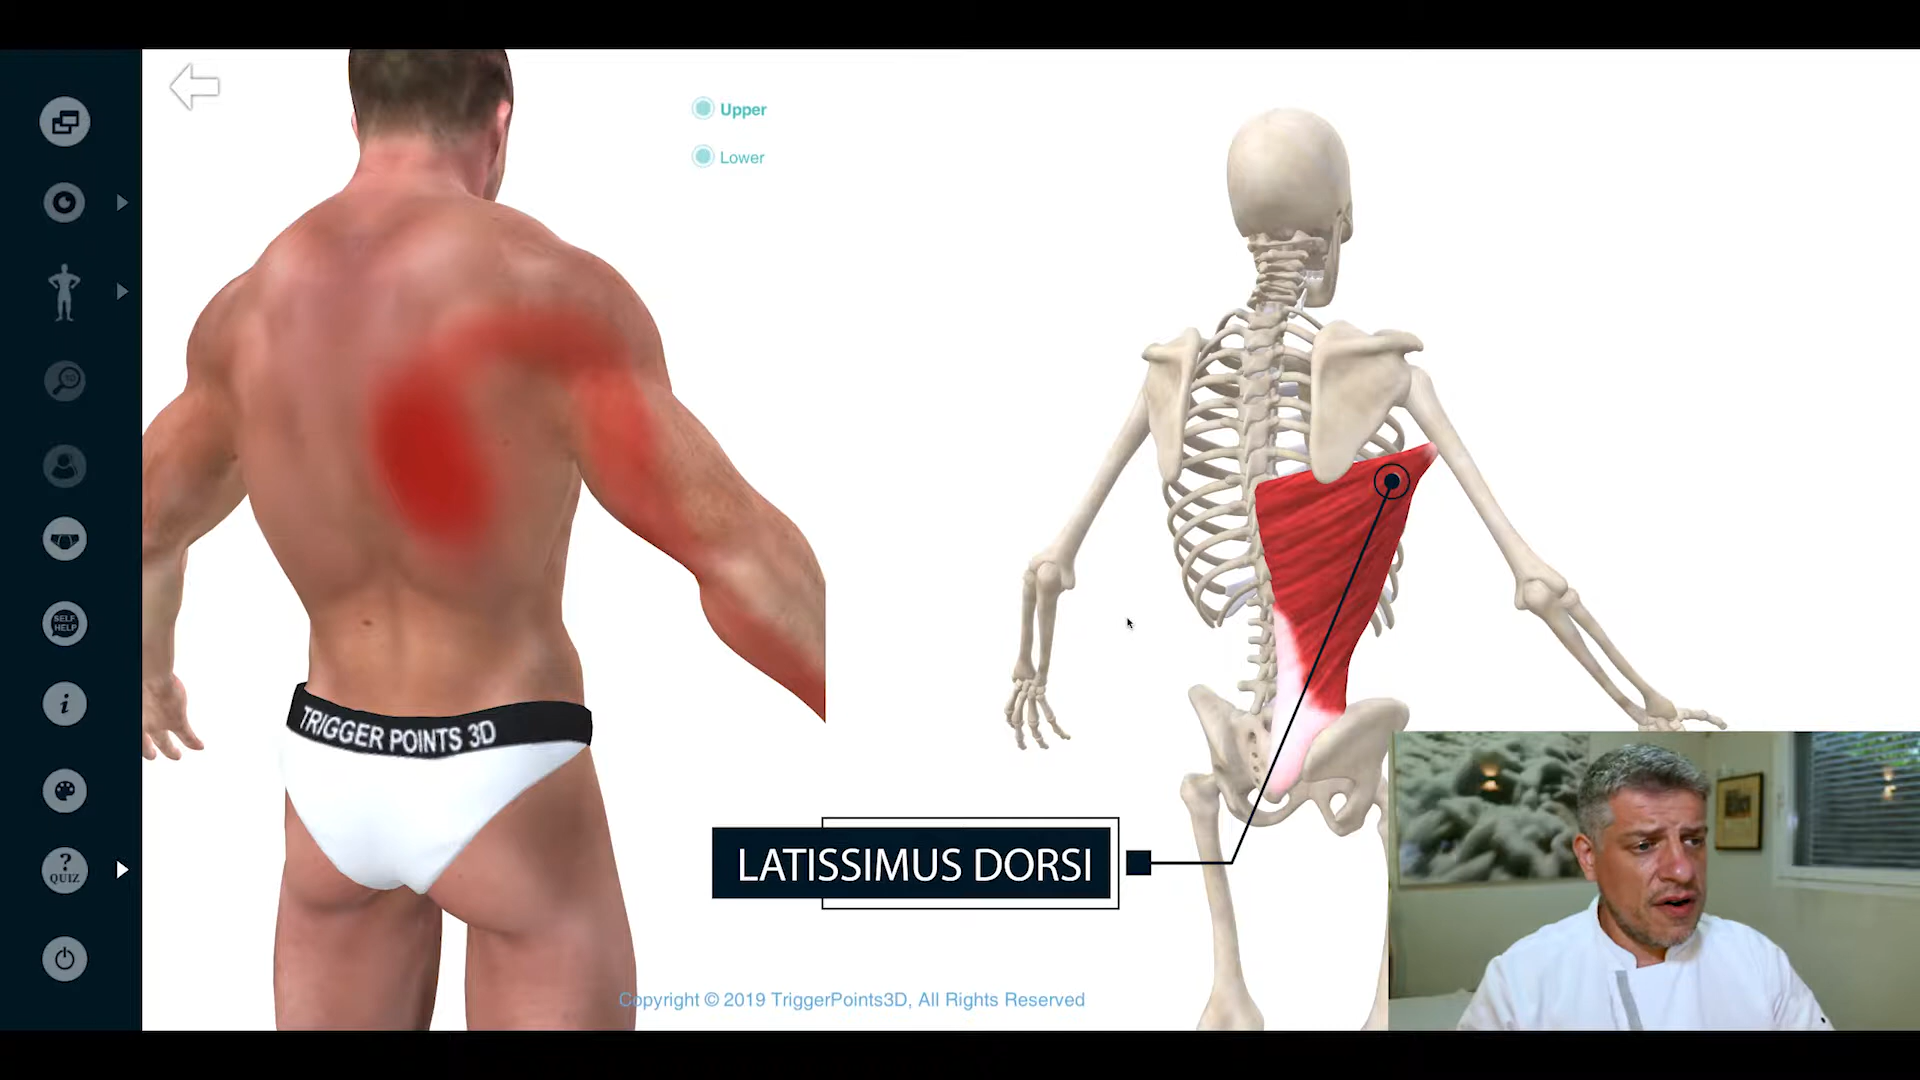 Upper
Lower
SELF
HELP
i
?
QUIZ
TRIGGER POINTS 3D
LATISSIMUS DORSI
Copyright © 2019 TriggerPoints3D, All Rights Reserved